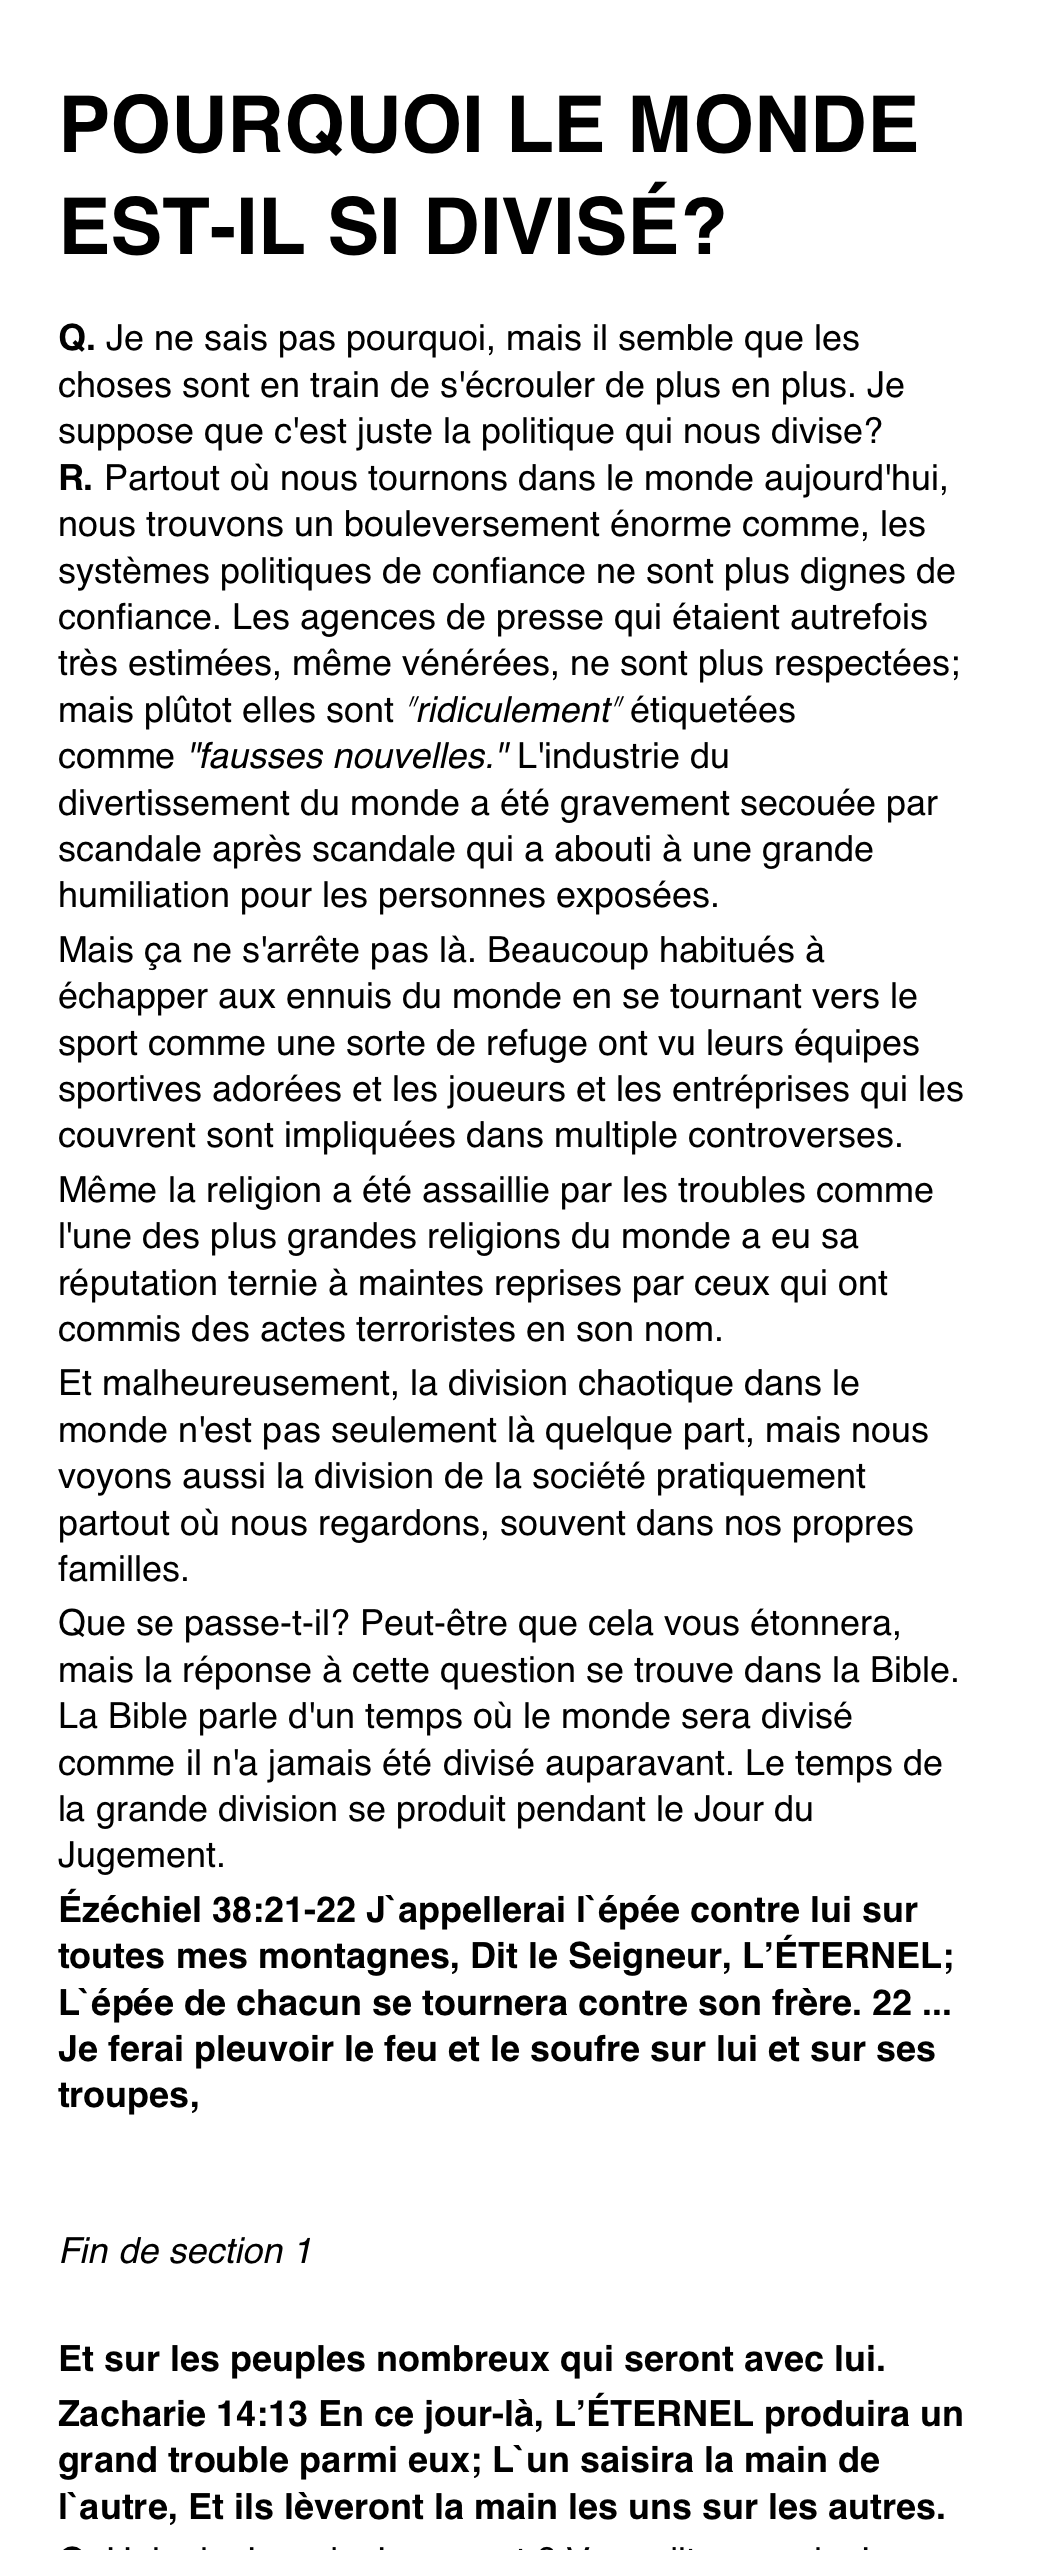 POURQUOI LE MONDE
EST-IL SI DIVISÉ?
Q. Je ne sais pas pourquoi, mais il semble que les
choses sont en train de s'écrouler de plus en plus. Je
suppose que c'est juste la politique qui nous divise?
R. Partout où nous tournons dans le monde aujourd'hui,
nous trouvons un bouleversement énorme comme, les
systèmes politiques de confiance ne sont plus dignes de
confiance. Les agences de presse qui étaient autrefois
très estimées, même vénérées, ne sont plus respectées;
mais plûtot elles sont "ridiculement" étiquetées
comme "fausses nouvelles." L'industrie du
divertissement du monde a été gravement secouée par
scandale après scandale qui a abouti à une grande
humiliation pour les personnes exposées.
Mais ça ne s'arrête pas là. Beaucoup habitués à
échapper aux ennuis du monde en se tournant vers le
sport comme une sorte de refuge ont vu leurs équipes
sportives adorées et les joueurs et les entréprises qui les
couvrent sont impliquées dans multiple controverses.
Même la religion a été assaillie par les troubles comme
l'une des plus grandes religions du monde a eu sa
réputation ternie à maintes reprises par ceux qui ont
commis des actes terroristes en son nom.
Et malheureusement, la division chaotique dans le
monde n'est pas seulement là quelque part, mais nous
voyons aussi la division de la société pratiquement
partout où nous regardons, souvent dans nos propres
familles.
Que se passe-t-il? Peut-être que cela vous étonnera,
mais la réponse à cette question se trouve dans la Bible.
La Bible parle d'un temps où le monde sera divisé
comme il n'a jamais été divisé auparavant. Le temps de
la grande division se produit pendant le Jour du
Jugement.
Ézéchiel 38:21-22 J`appellerai l`épée contre lui sur
toutes mes montagnes, Dit le Seigneur, L’ÉTERNEL;
L`épée de chacun se tournera contre son frère. 22 ...
Je ferai pleuvoir le feu et le soufre sur lui et sur ses
troupes,
Fin de section 1
Et sur les peuples nombreux qui seront avec lui.
Zacharie 14:13 En ce jour-là, L’ÉTERNEL produira un
grand trouble parmi eux; L`un saisira la main de
l`autre, Et ils lèveront la main les uns sur les autres.